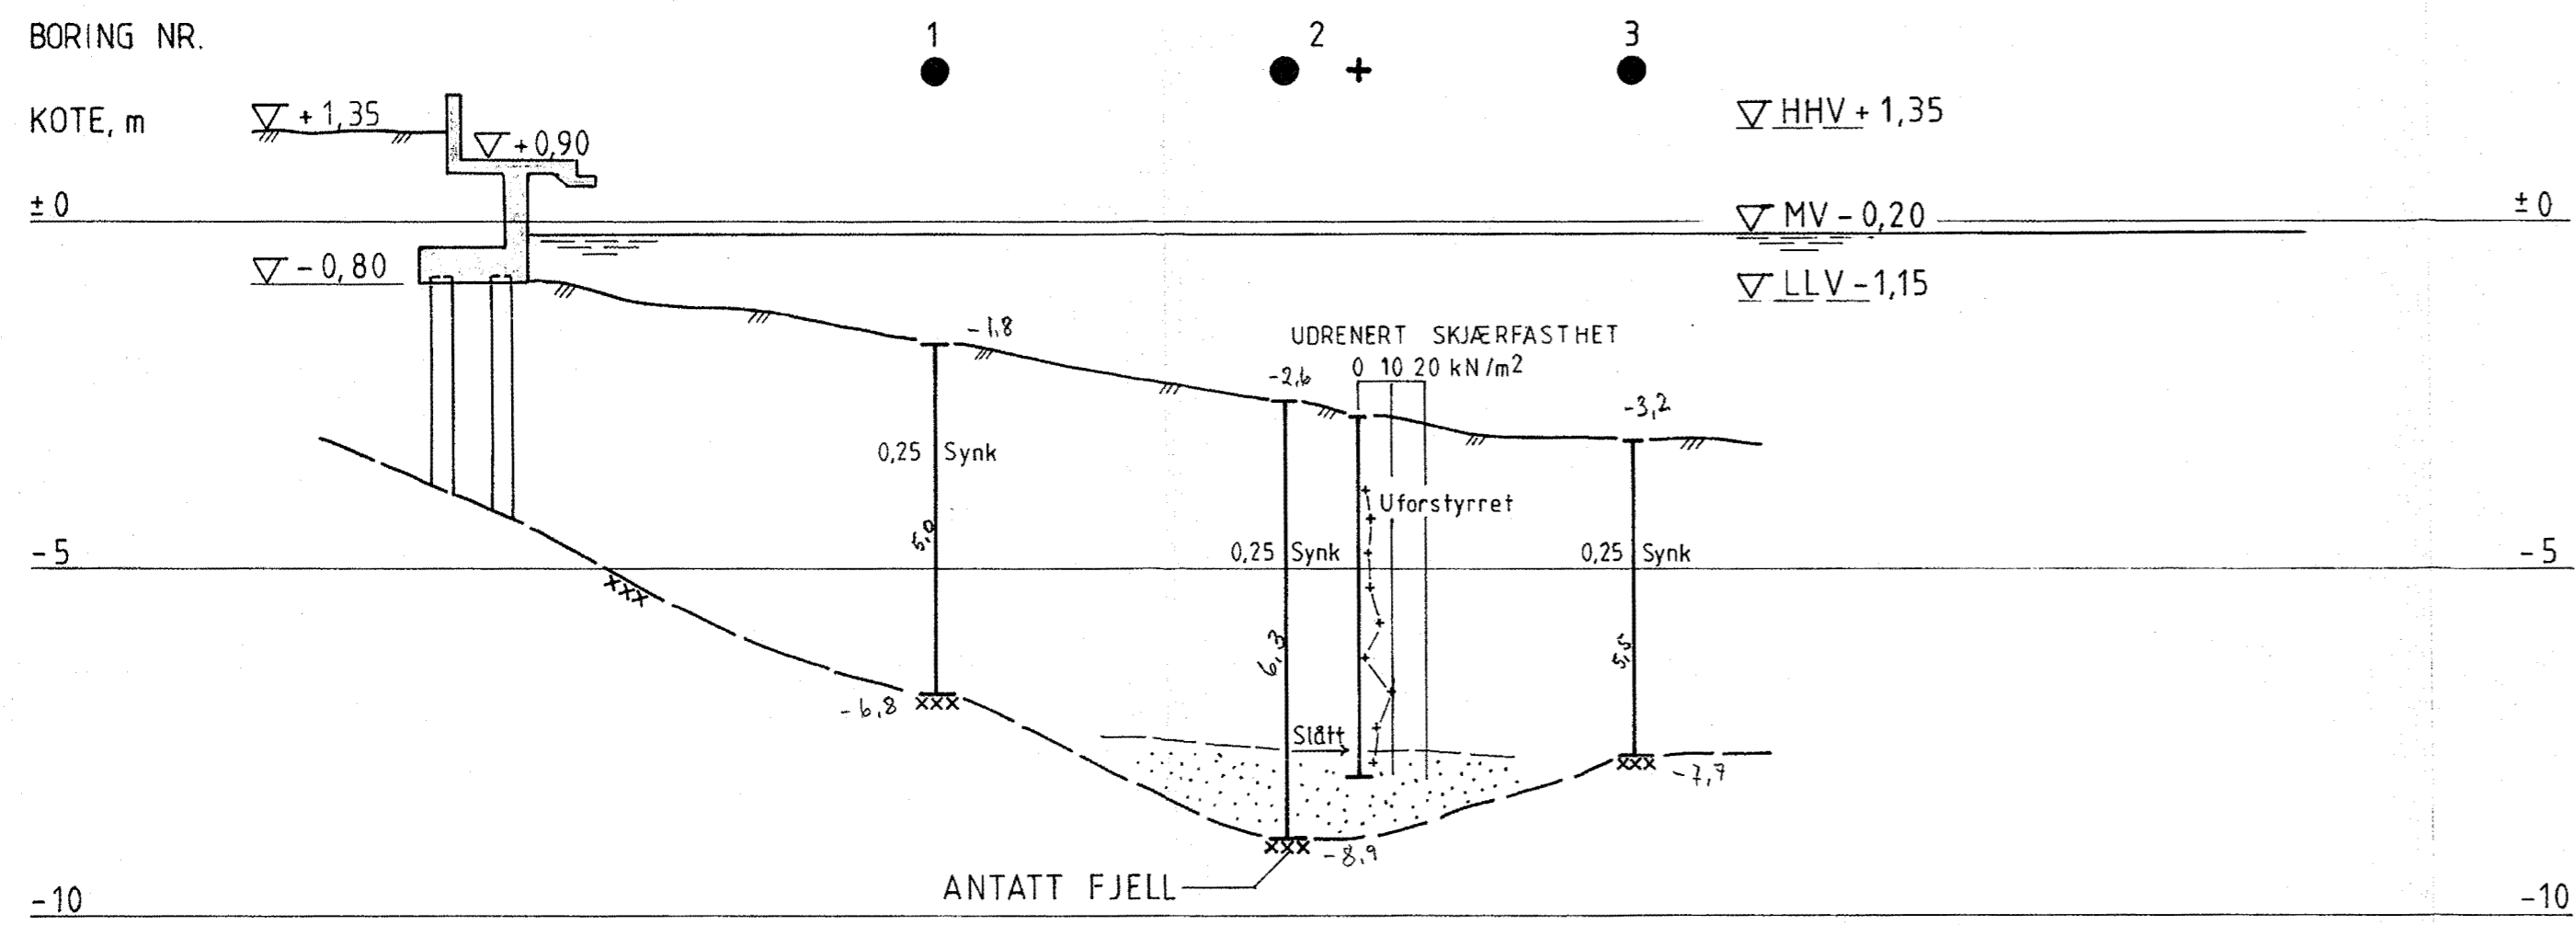 BORING NR. 1 2 3
KOTE, m + 1,35 +0,90 HHV + 1,35
± 0 MV - 0,20 ± 0
- 0,80 LLV - 1,15
-1,8
UDRENERT SKJÆRFASTHET
0 10 20 kN/m2
-2,6
-3,2
0,25 Synk
Uforstyrret
5,0
- 5 0,25 Synk 0,25 Synk - 5
6,3 5,5
-6,8
Slått
-7,7
-8,9
ANTATT FJELL
-10 -10